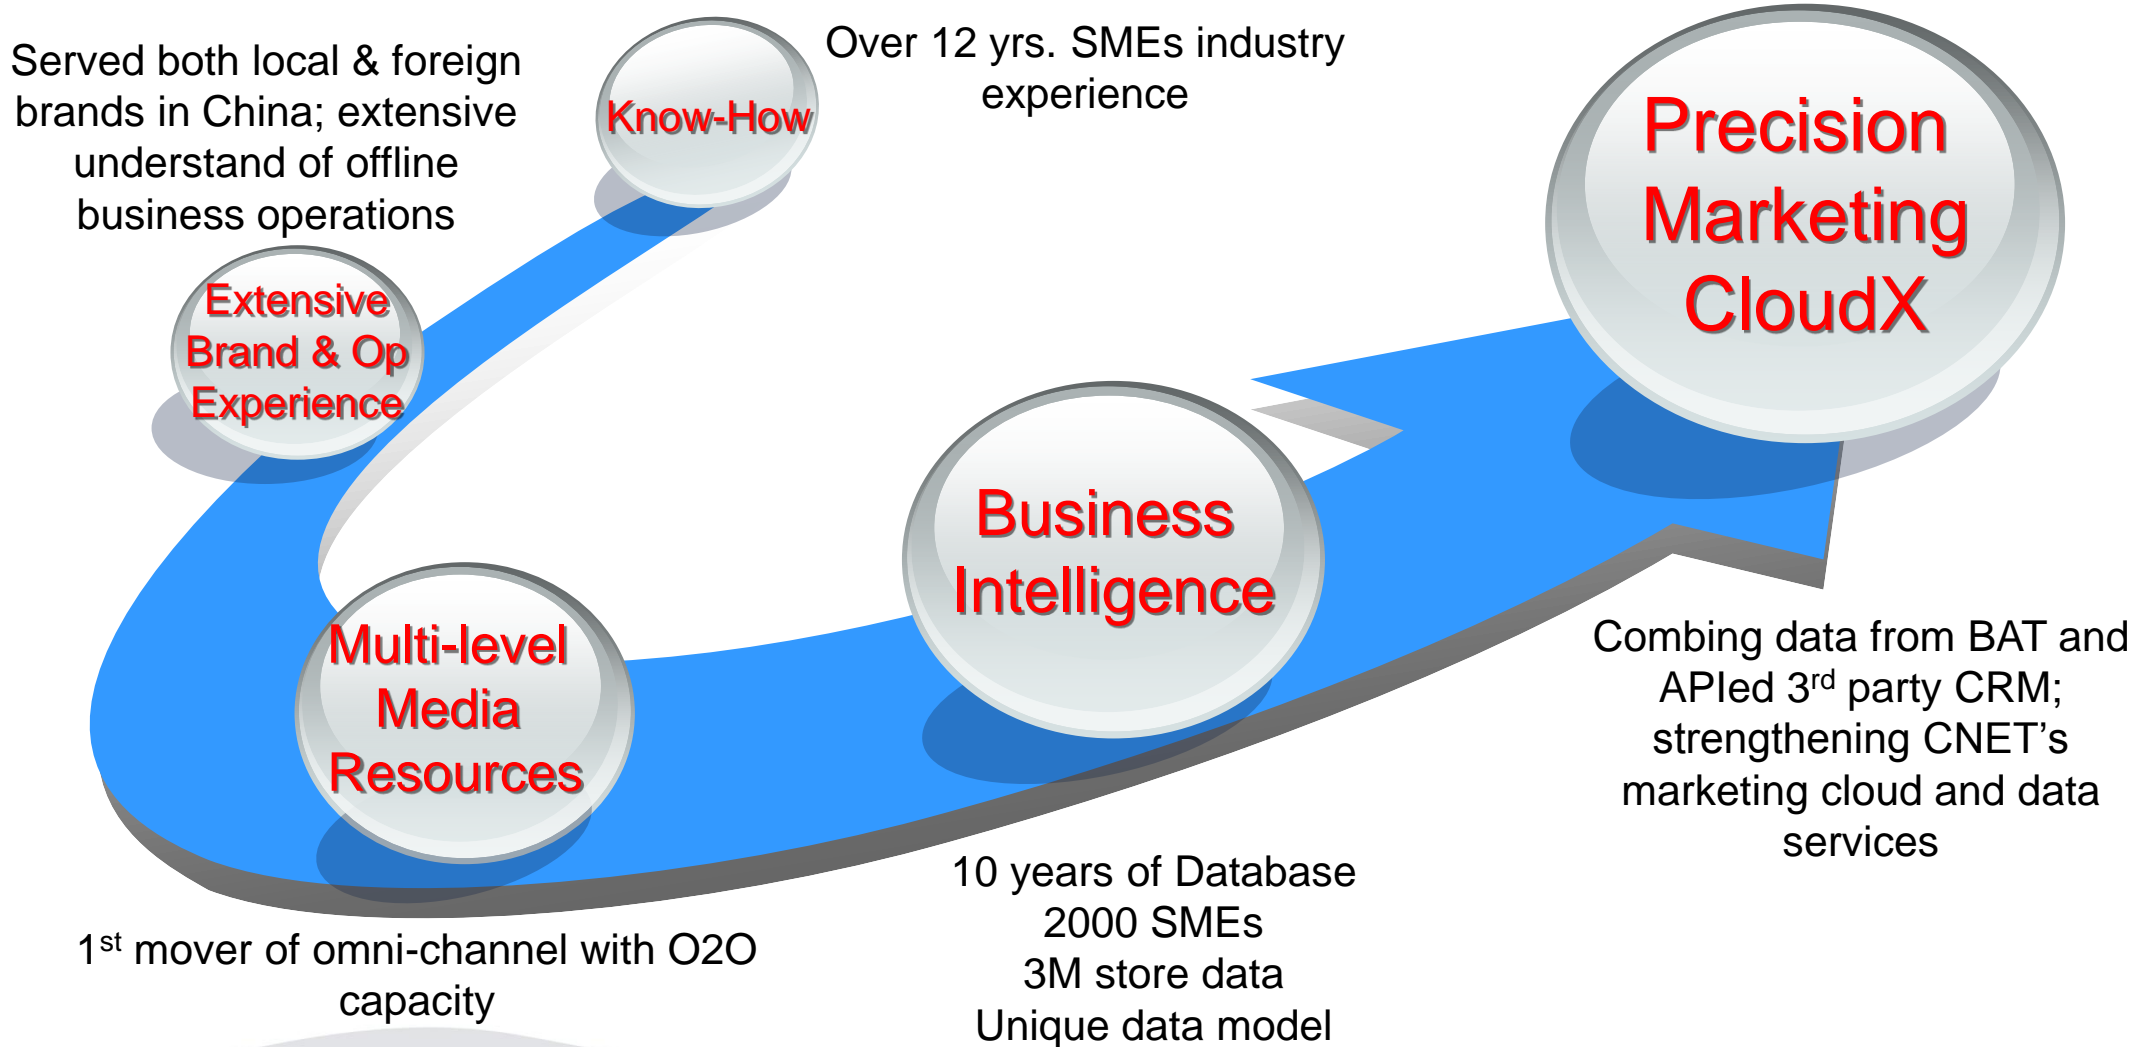 Served both local & foreign
brands in China; extensive
understand of offline
business operations
Know-How
Over 12 yrs. SMEs industry
experience
Precision
Marketing
CloudX
Extensive
Brand & Op
Experience
Business
Intelligence
Multi-level
Media
Resources
Combing data from BAT and
APIed 3rd party CRM;
strengthening CNET’s
marketing cloud and data
services
10 years of Database
2000 SMEs
3M store data
Unique data model
1st mover of omni-channel with O2O
capacity